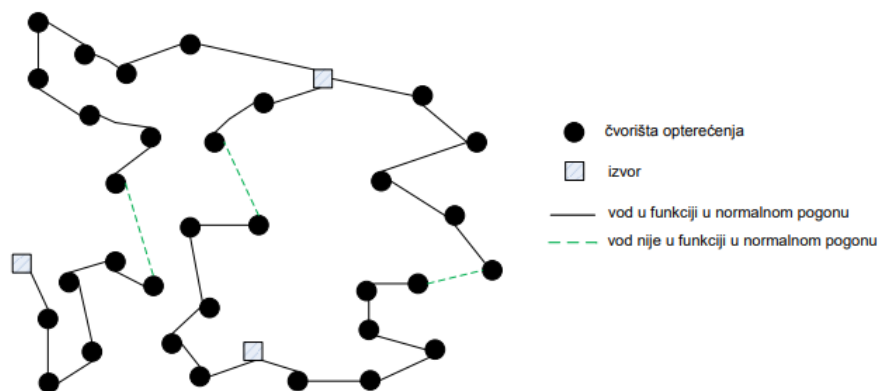 čvorišta opterećenja
izvor
vod u funkciji u normalnom pogonu
vod nije u funkciji u normalnom pogonu